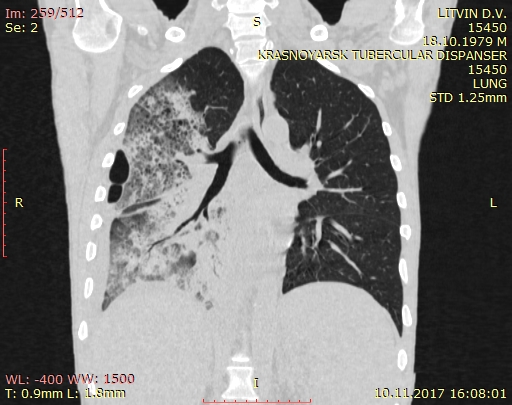 Im: 259/512
Se: 2
S
LITVIN D.V.
15450
18.10.1979 M
KRASNOYARSK TUBERCULAR DISPANSER
15450
LUNG
STD 1.25mm
R
L
WL: -400 WW: 1500
T: 0.9mm L: 1.8mm
I
10.11.2017 16:08:01